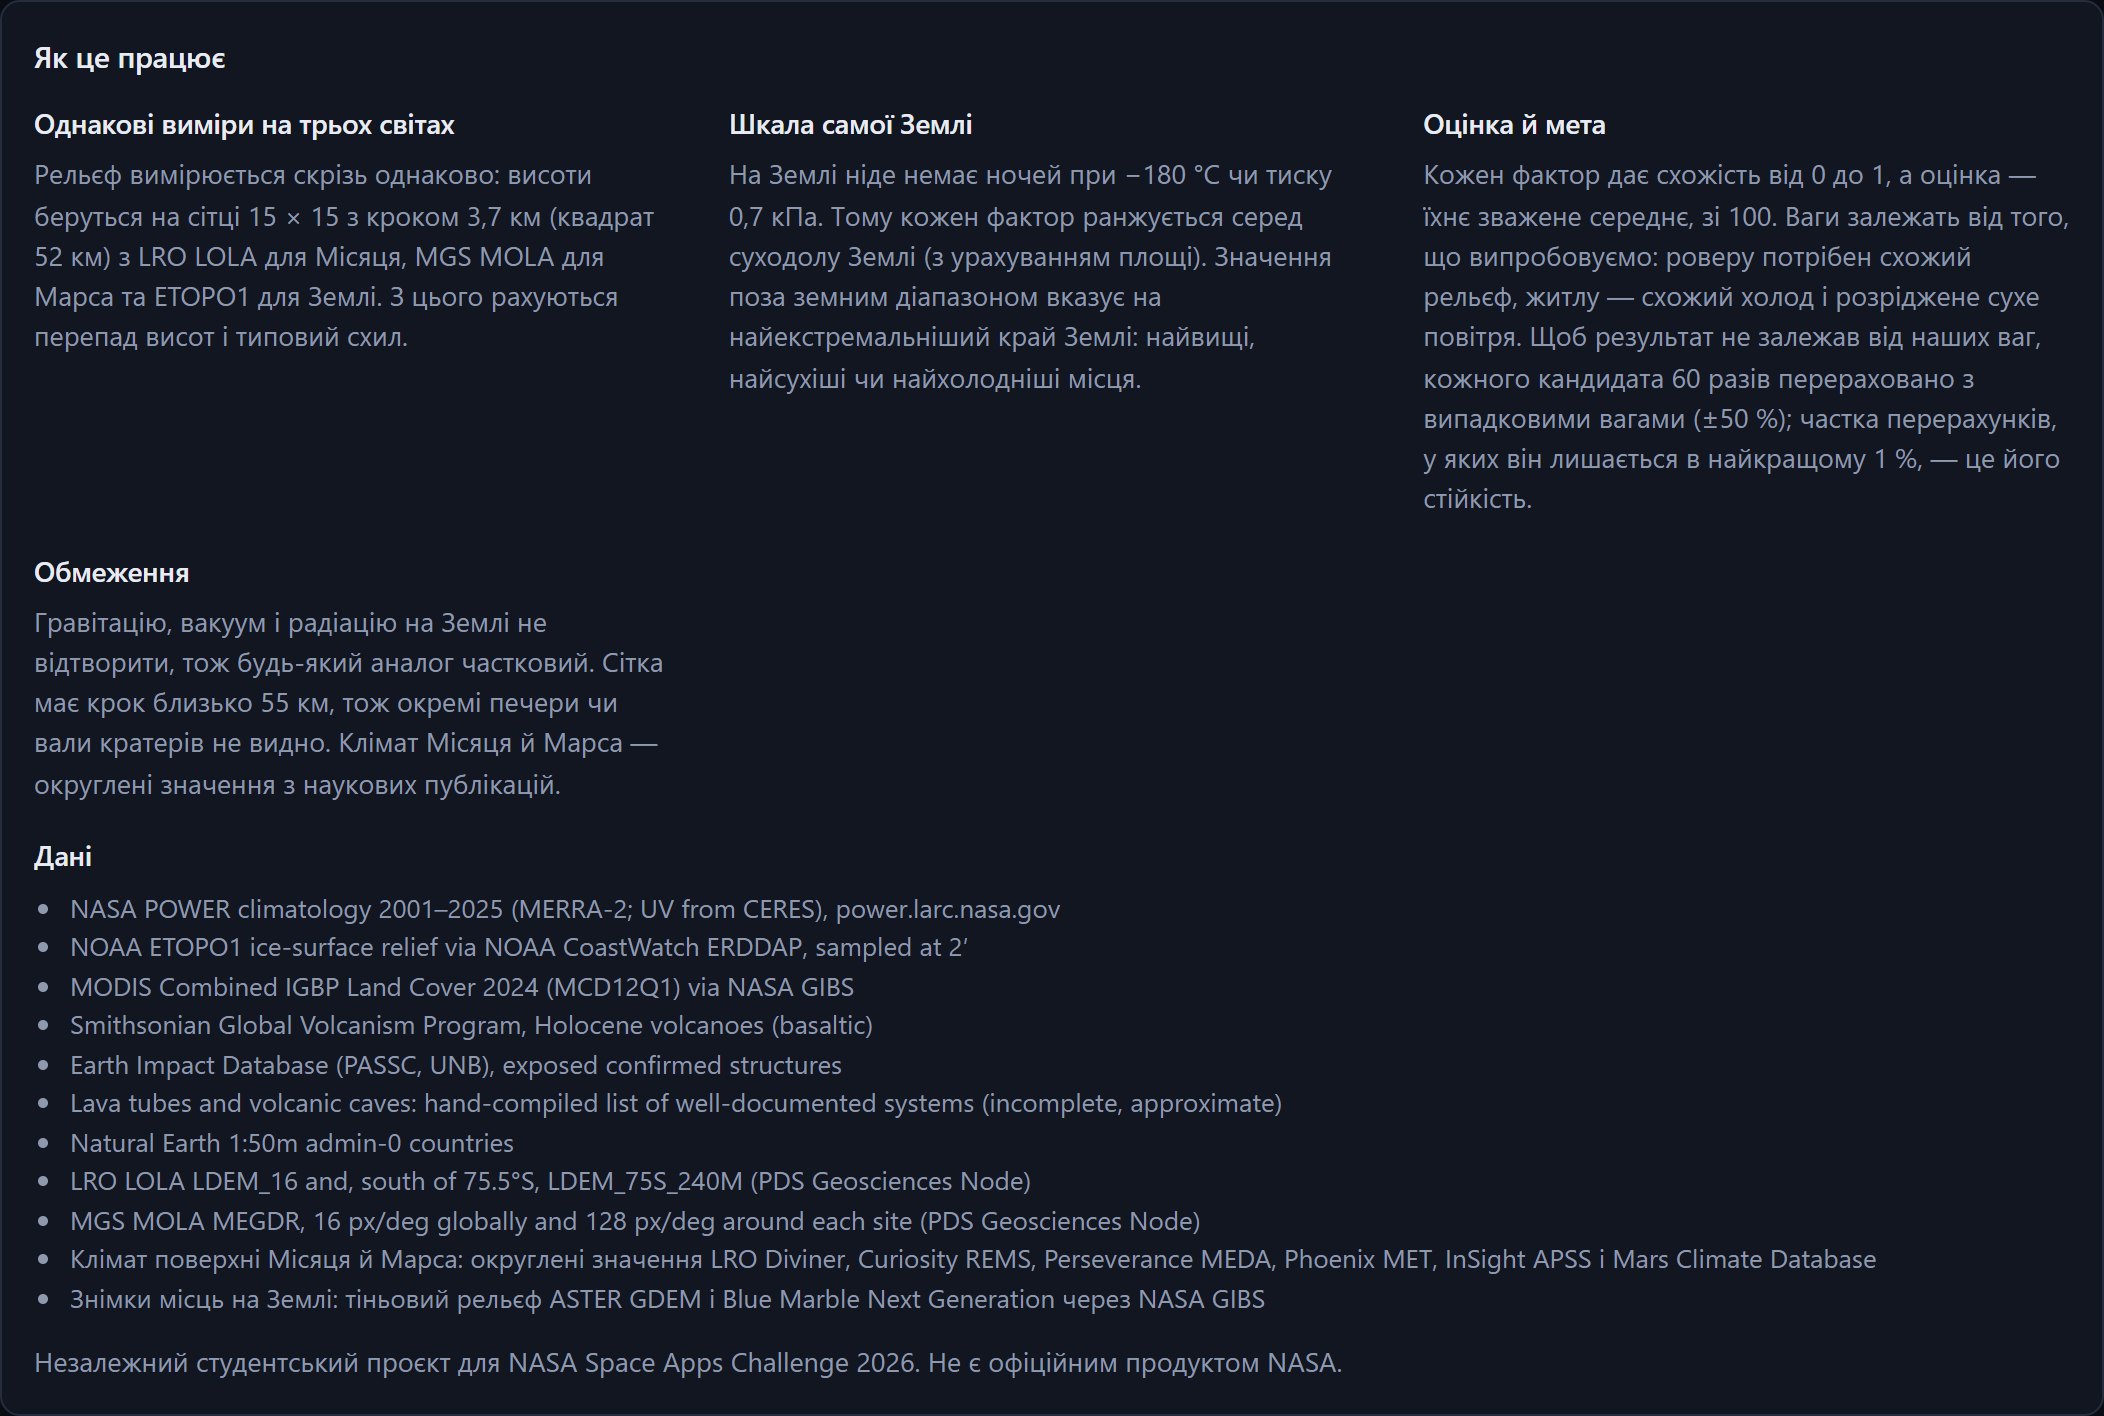 Як це працює
Однакові виміри на трьох світах
Рельєф вимірюється скрізь однаково: висоти
беруться на сітці 15 × 15 з кроком 3,7 км (квадрат
52 км) з LRO LOLA для Місяця, MGS MOLA для
Марса та ETOPO1 для Землі. З цього рахуються
перепад висот і типовий схил.
Шкала самої Землі
На Землі ніде немає ночей при −180 °C чи тиску
0,7 кПа. Тому кожен фактор ранжується серед
суходолу Землі (з урахуванням площі). Значення
поза земним діапазоном вказує на
найекстремальніший край Землі: найвищі,
найсухіші чи найхолодніші місця.
Оцінка й мета
Кожен фактор дає схожість від 0 до 1, а оцінка —
їхнє зважене середнє, зі 100. Ваги залежать від того,
що випробовуємо: роверу потрібен схожий
рельєф, житлу — схожий холод і розріджене сухе
повітря. Щоб результат не залежав від наших ваг,
кожного кандидата 60 разів перераховано з
випадковими вагами (±50 %); частка перерахунків,
у яких він лишається в найкращому 1 %, — це його
стійкість.
Обмеження
Гравітацію, вакуум і радіацію на Землі не
відтворити, тож будь-який аналог частковий. Сітка
має крок близько 55 км, тож окремі печери чи
вали кратерів не видно. Клімат Місяця й Марса —
округлені значення з наукових публікацій.
Дані
• NASA POWER climatology 2001–2025 (MERRA-2; UV from CERES), power.larc.nasa.gov
• NOAA ETOPO1 ice-surface relief via NOAA CoastWatch ERDDAP, sampled at 2′
• MODIS Combined IGBP Land Cover 2024 (MCD12Q1) via NASA GIBS
• Smithsonian Global Volcanism Program, Holocene volcanoes (basaltic)
• Earth Impact Database (PASSC, UNB), exposed confirmed structures
• Lava tubes and volcanic caves: hand-compiled list of well-documented systems (incomplete, approximate)
• Natural Earth 1:50m admin-0 countries
• LRO LOLA LDEM_16 and, south of 75.5°S, LDEM_75S_240M (PDS Geosciences Node)
• MGS MOLA MEGDR, 16 px/deg globally and 128 px/deg around each site (PDS Geosciences Node)
• Клімат поверхні Місяця й Марса: округлені значення LRO Diviner, Curiosity REMS, Perseverance MEDA, Phoenix MET, InSight APSS і Mars Climate Database
• Знімки місць на Землі: тіньовий рельєф ASTER GDEM і Blue Marble Next Generation через NASA GIBS
Незалежний студентський проєкт для NASA Space Apps Challenge 2026. Не є офіційним продуктом NASA.